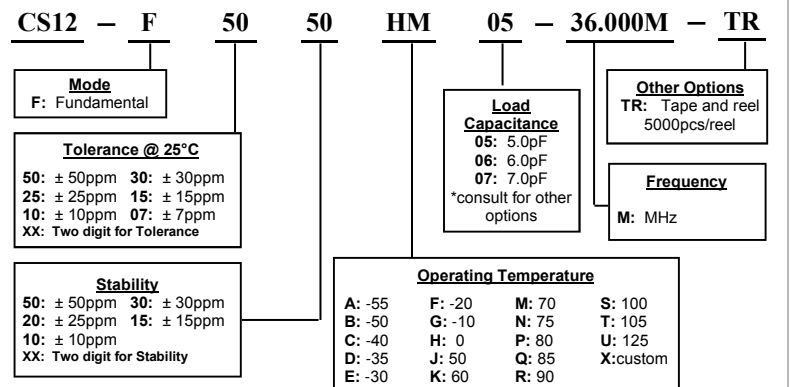 CS12 – F 50 50 HM 05 – 36.000M – TR
Mode
F: Fundamental
Tolerance @ 25°C
50: ± 50ppm 30: ± 30ppm
25: ± 25ppm 15: ± 15ppm
10: ± 10ppm 07: ± 7ppm
XX: Two digit for Tolerance
Stability
50: ± 50ppm 30: ± 30ppm
20: ± 25ppm 15: ± 15ppm
10: ± 10ppm
XX: Two digit for Stability
Operating Temperature
A: -55 F: -20 M: 70 S: 100
B: -50 G: -10 N: 75 T: 105
C: -40 H: 0 P: 80 U: 125
D: -35 J: 50 Q: 85 X:custom
E: -30 K: 60 R: 90
Load
Capacitance
05: 5.0pF
06: 6.0pF
07: 7.0pF
*consult for other
options
Other Options
TR: Tape and reel
5000pcs/reel
Frequency
M: MHz